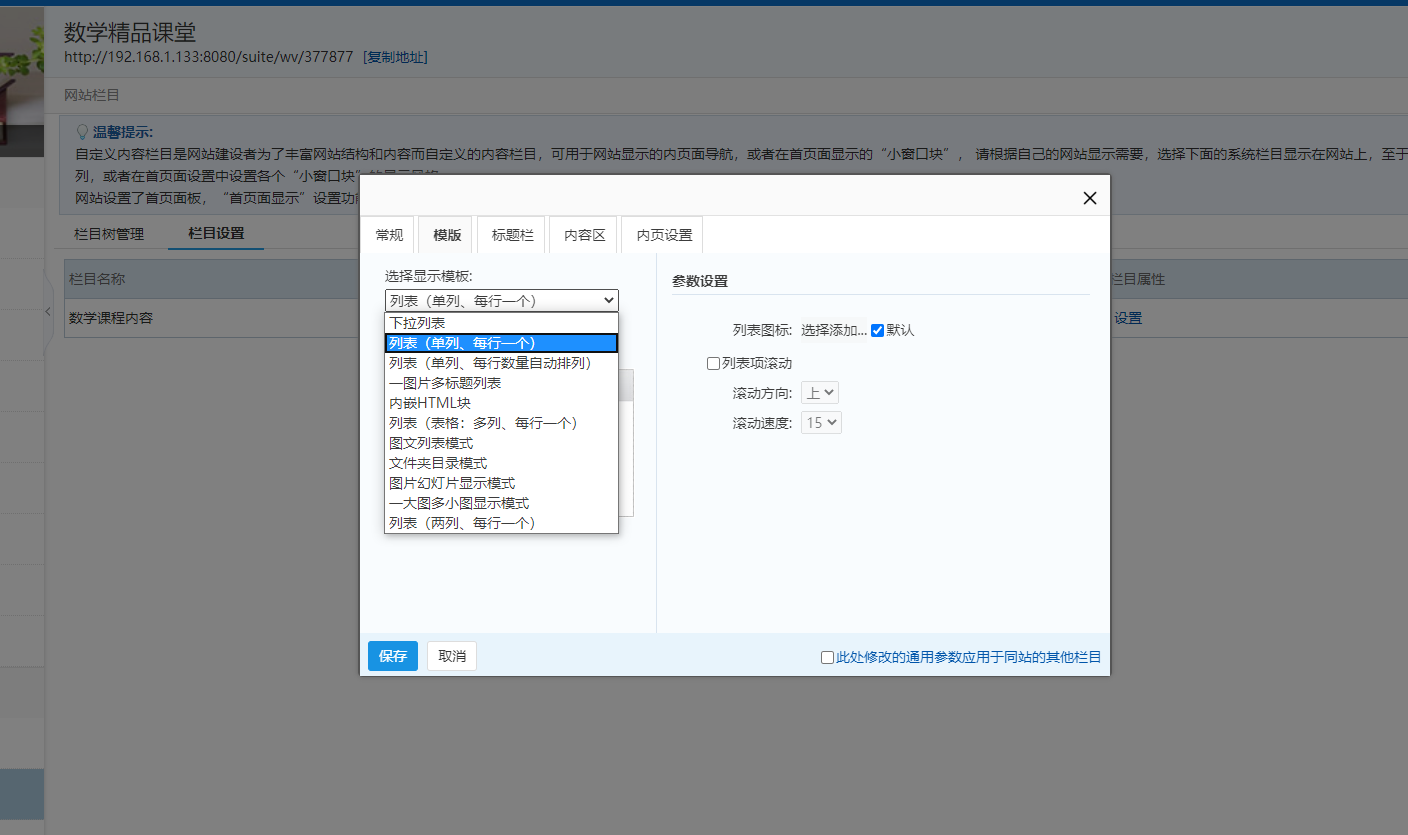 数学精品课堂
http://192.168.1.133:8080/suite/wv/377877 [复制地址]
网站栏目
温馨提示:
自定义内容栏目是网站建设者为了丰富网站结构和内容而自定义的内容栏目，可用于网站显示的内页面导航，或者在首页面显示的“小窗口块”， 请根据自己的网站显示需要，选择下面的系统栏目显示在网站上，至于
列，或者在首页面设置中设置各个“小窗口块”
网站设置了首页面板，“首页面显示”设置功
栏目树管理 栏目设置
栏目名称 栏目属性
数学课程内容 设置
常规 模版 标题栏 内容区 内页设置
选择显示模板:
列表（单列、每行一个）
下拉列表
列表（单列、每行一个）
列表（单列、每行数量自动排列）
一图片多标题列表
内嵌HTML块
列表（表格：多列、每行一个）
图文列表模式
文件夹目录模式
图片幻灯片显示模式
一大图多小图显示模式
列表（两列、每行一个）
参数设置
列表图标: 选择添加... 默认
列表项滚动
滚动方向: 上
滚动速度: 15
保存 取消 此处修改的通用参数应用于同站的其他栏目